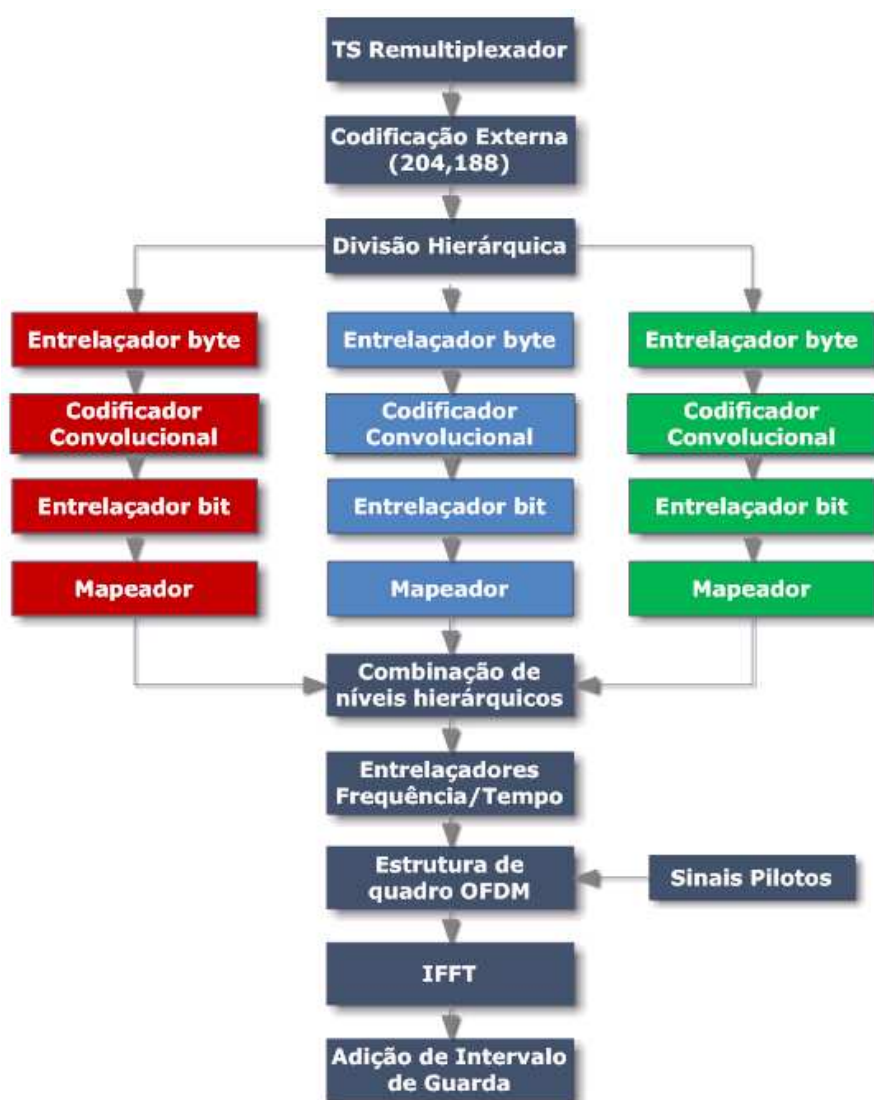 TS Remultiplexador
Codificação Externa
(204,188)
Divisão Hierárquica
Entrelaçador byte
Entrelaçador byte
Entrelaçador byte
Codificador
Convolucional
Codificador
Convolucional
Codificador
Convolucional
Entrelaçador bit
Entrelaçador bit
Entrelaçador bit
Mapeador
Mapeador
Mapeador
Combinação de
níveis hierárquicos
Entrelaçadores
Frequência/Tempo
Estrutura de
quadro OFDM
Sinais Pilotos
IFFT
Adição de Intervalo
de Guarda